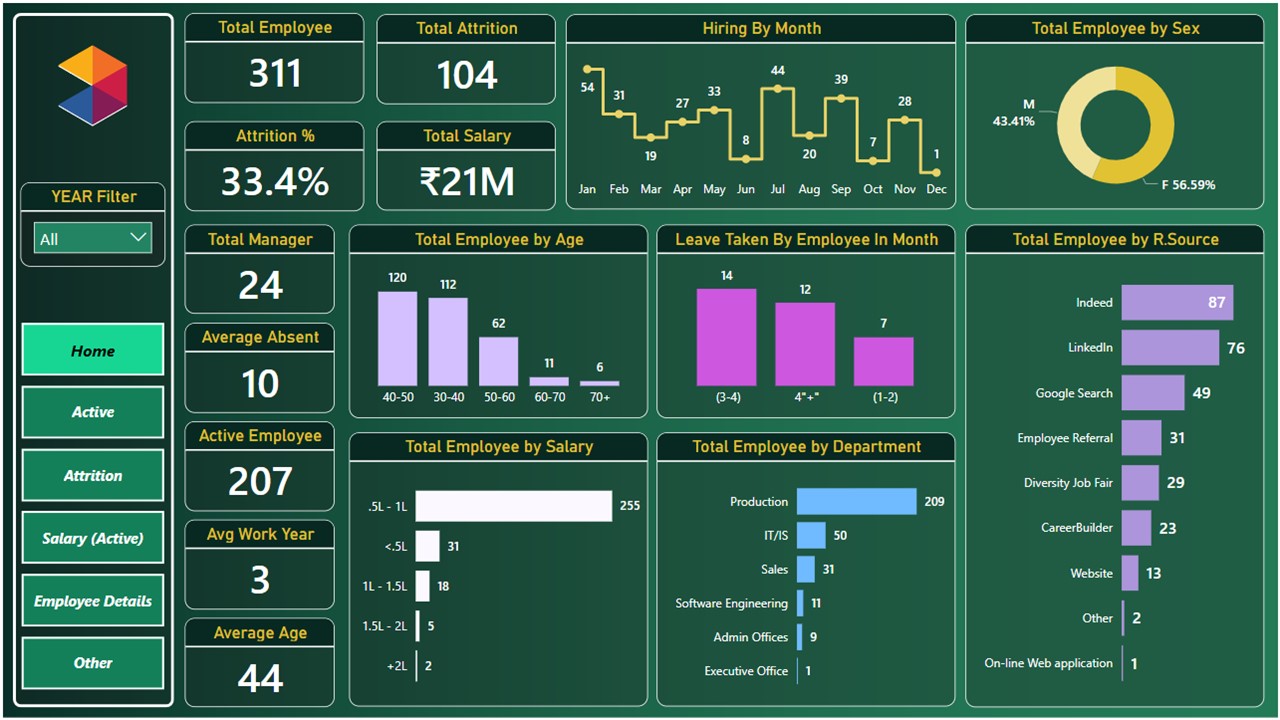 YEAR Filter
All
Home
Active
Attrition
Salary (Active)
Employee Details
Other
Total Employee
311
Total Attrition
104
Attrition %
33.4%
Total Salary
₹21M
Hiring By Month
54
31
19
27
33
8
44
20
39
7
28
1
Jan Feb Mar Apr May Jun Jul Aug Sep Oct Nov Dec
Total Employee by Sex
M
43.41%
F 56.59%
Total Manager
24
Average Absent
10
Active Employee
207
Avg Work Year
3
Average Age
44
Total Employee by Age
120
112
62
11
6
40-50 30-40 50-60 60-70 70+
Leave Taken By Employee In Month
14
12
7
(3-4) 4"+" (1-2)
Total Employee by Salary
.5L - 1L 255
<.5L 31
1L - 1.5L 18
1.5L - 2L 5
+2L 2
Total Employee by Department
Production 209
IT/IS 50
Sales 31
Software Engineering 11
Admin Offices 9
Executive Office 1
Total Employee by R.Source
Indeed 87
LinkedIn 76
Google Search 49
Employee Referral 31
Diversity Job Fair 29
CareerBuilder 23
Website 13
Other 2
On-line Web application 1